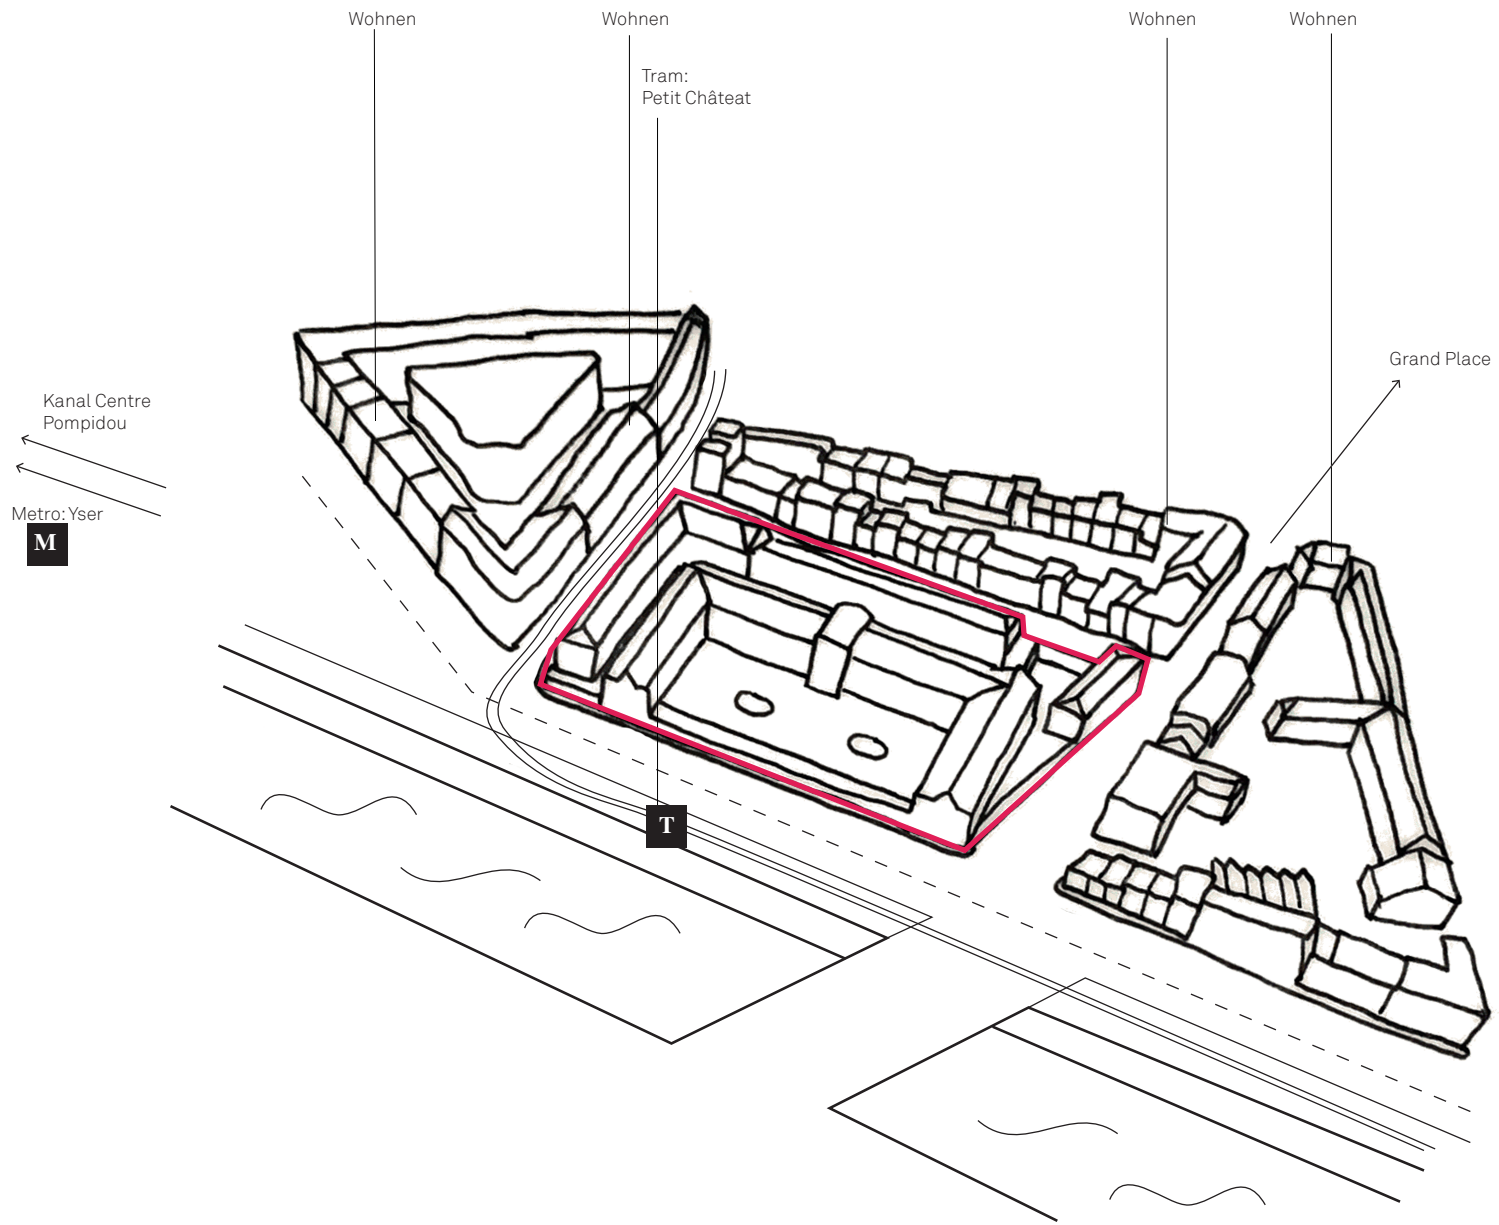 Wohnen
Wohnen
Wohnen
Wohnen
Tram:
Petit Châteat
Grand Place
Kanal Centre
Pompidou
Metro: Yser
M
T